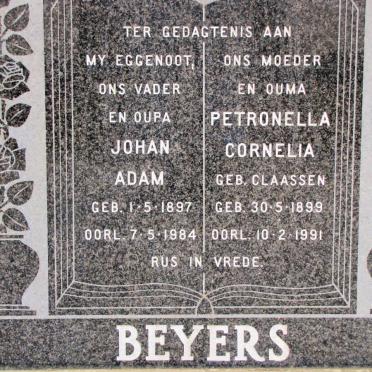 TER GEDAGTENIS AAN
MY EGGENOOT,
ONS VADER
EN OUPA
JOHAN
ADAM
GEB. 1·5·1897
OORL. 7·5·1984
ONS MOEDER
EN OUMA
PETRONELLA
CORNELIA
GEB. CLAASSEN
GEB. 30·5·1899
OORL. 10·2·1991
RUS IN VREDE.
BEYERS